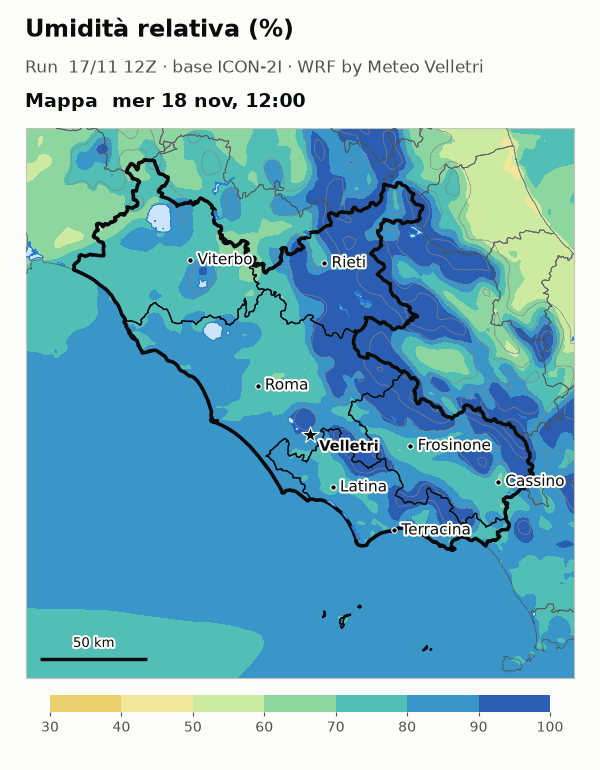 Umidità relativa (%)
Run  17/11 12Z · base ICON-2I · WRF by Meteo Velletri
Mappa  mer 18 nov, 12:00
Viterbo
Rieti
Roma
Velletri
Frosinone
Cassino
Latina
Terracina
50 km
30 40 50 60 70 80 90 100